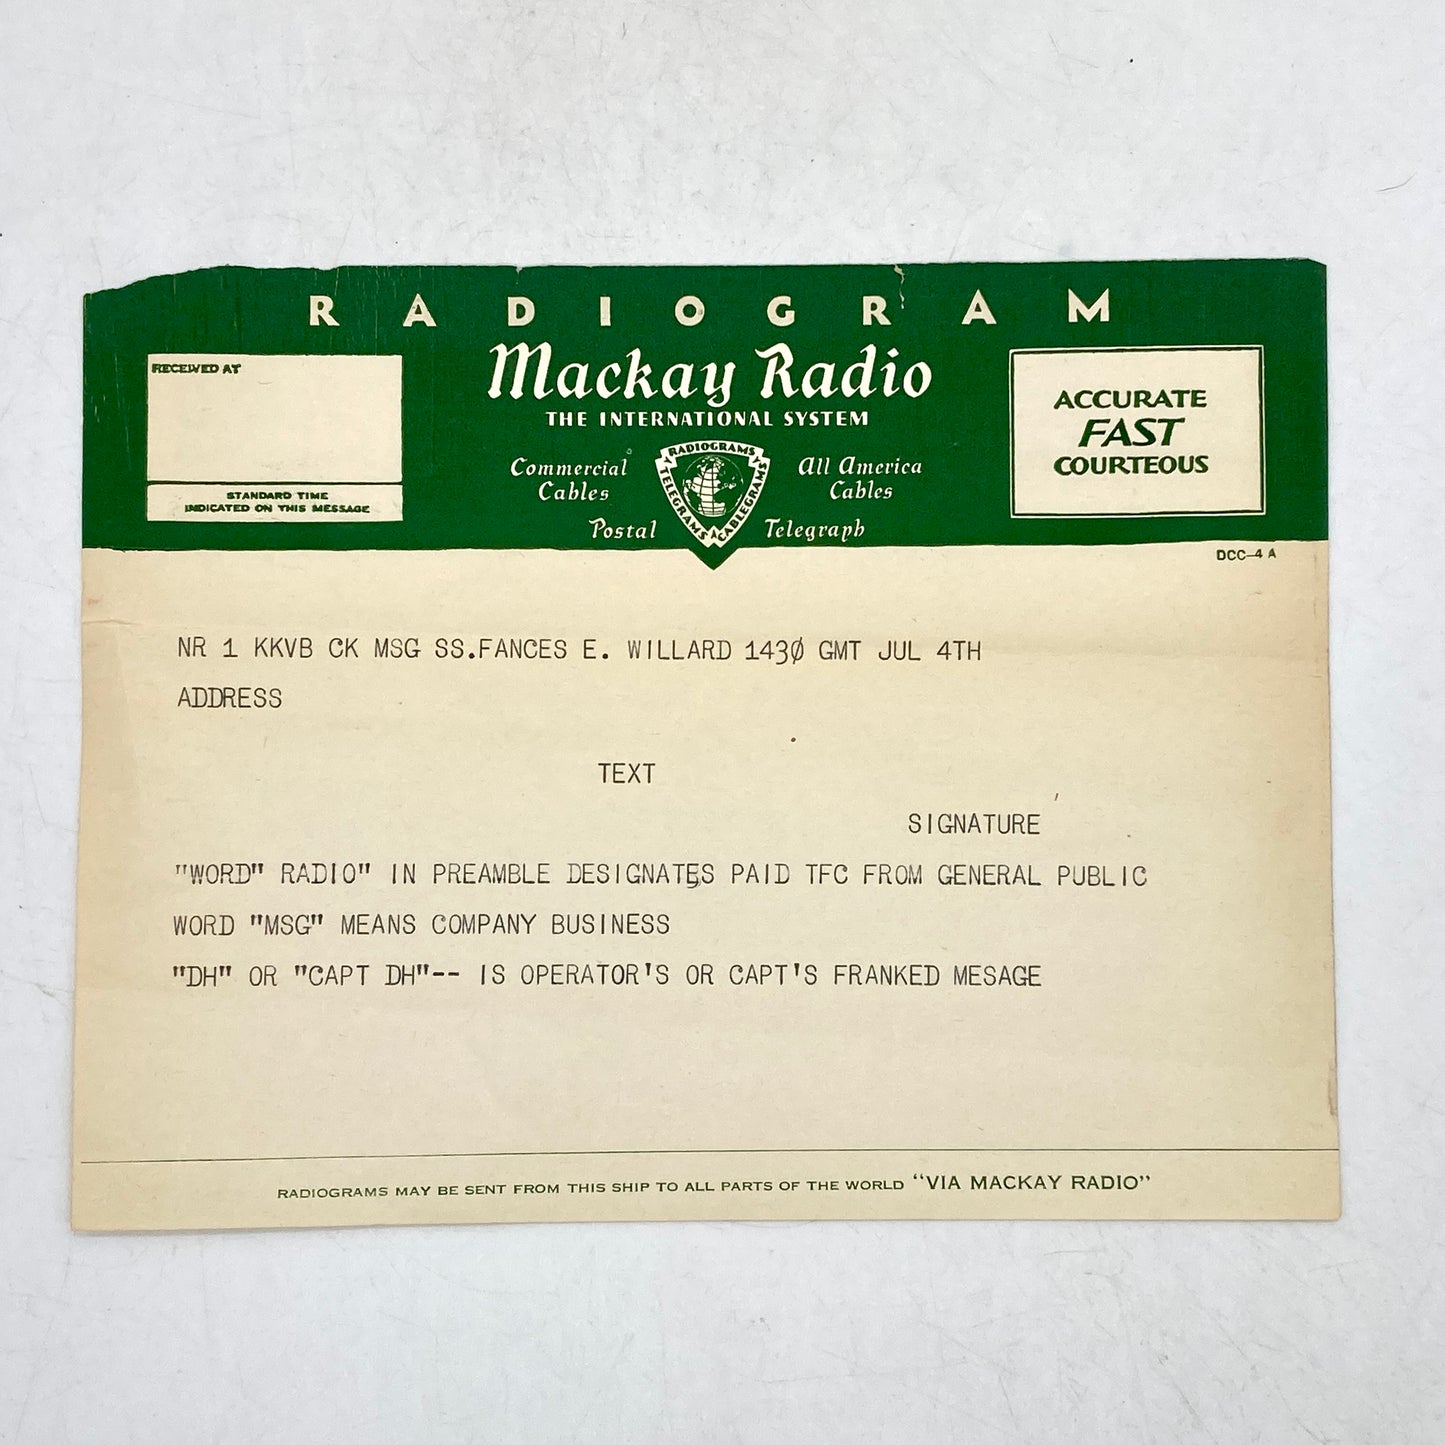 RADIOGRAM
Mackay Radio
THE INTERNATIONAL SYSTEM
RECEIVED AT
STANDARD TIME
INDICATED ON THIS MESSAGE
Commercial
Cables
All America
Cables
Postal Telegraph
RADIOGRAMS
TELEGRAMS
CABLEGRAMS
ACCURATE
FAST
COURTEOUS
DCC-4 A
NR 1 KKVB CK MSG SS.FANCES E. WILLARD 143Ø GMT JUL 4TH
ADDRESS
TEXT
SIGNATURE
"WORD" RADIO" IN PREAMBLE DESIGNATES PAID TFC FROM GENERAL PUBLIC
WORD "MSG" MEANS COMPANY BUSINESS
"DH" OR "CAPT DH"-- IS OPERATOR'S OR CAPT'S FRANKED MESAGE
RADIOGRAMS MAY BE SENT FROM THIS SHIP TO ALL PARTS OF THE WORLD "VIA MACKAY RADIO"